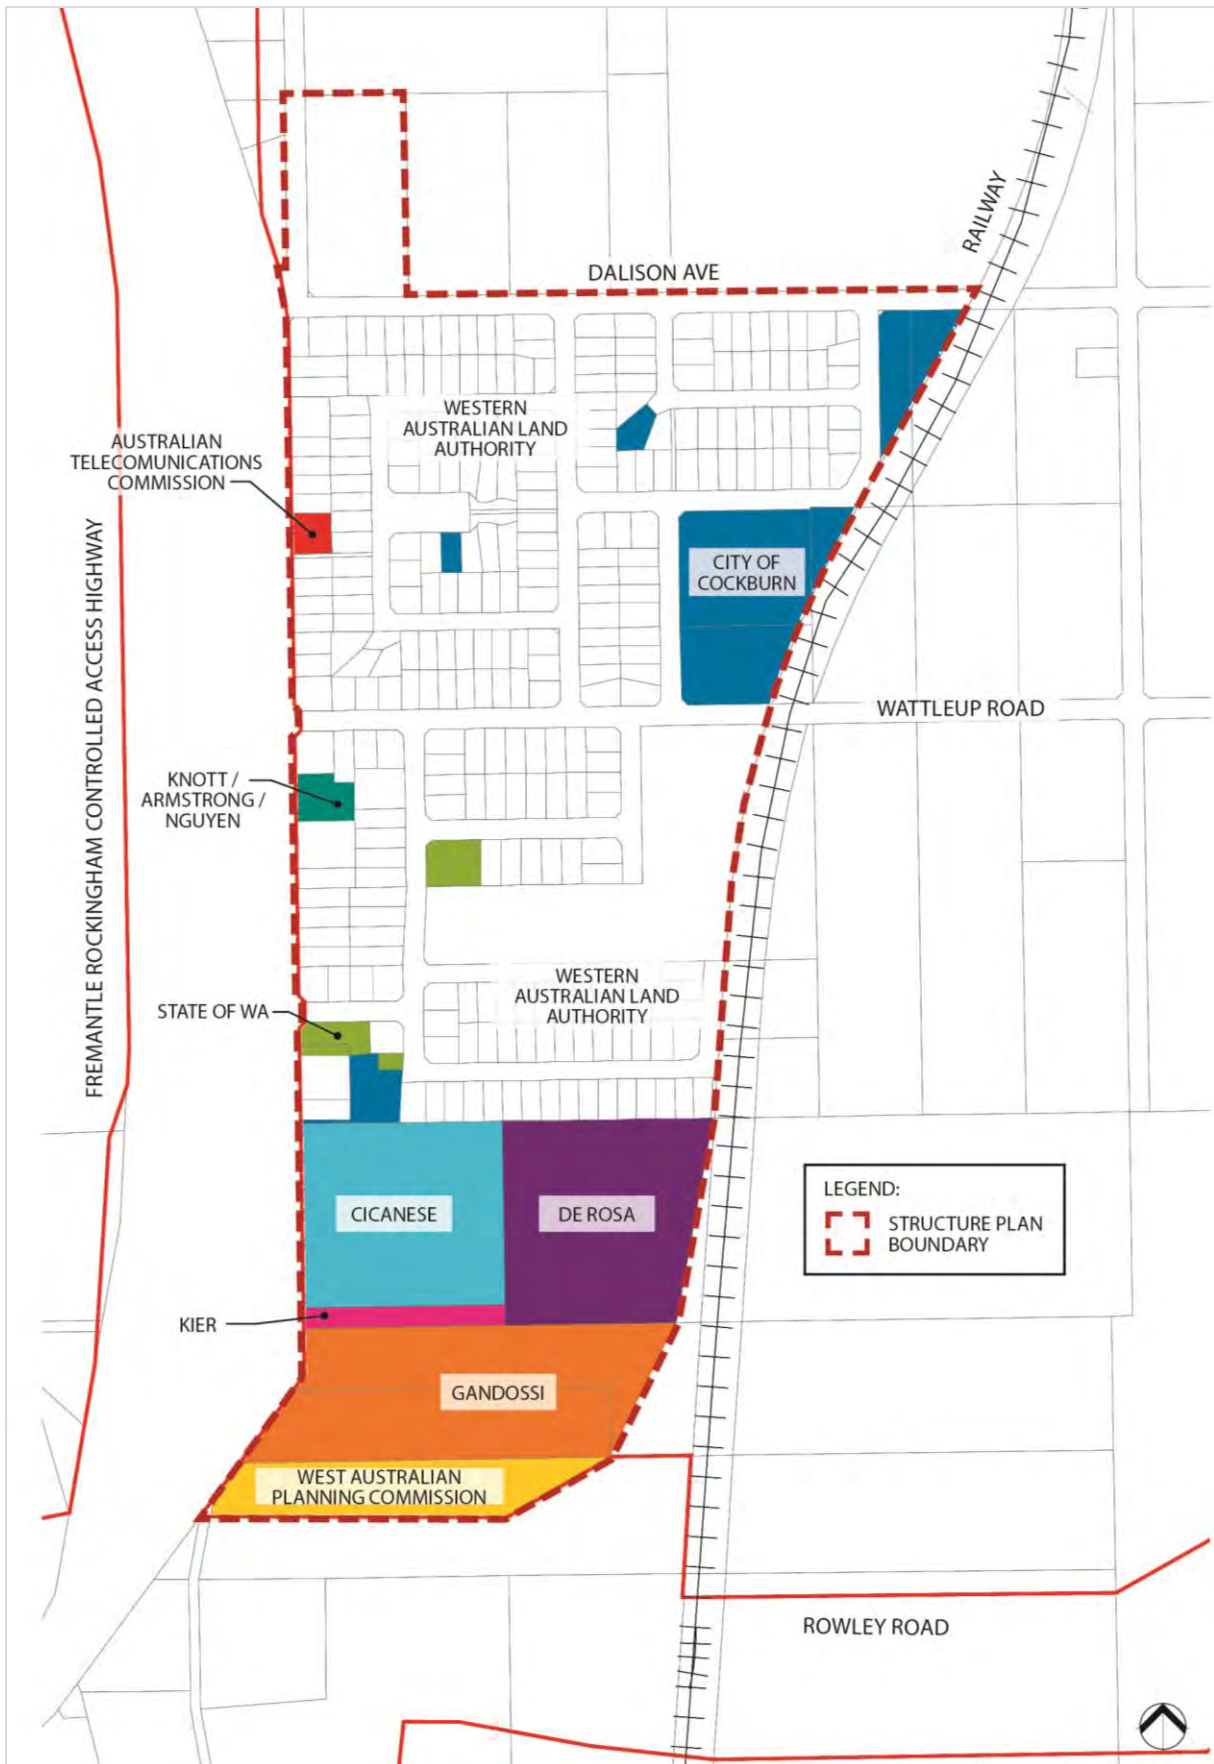 RAILWAY
DALISON AVE
WESTERN
AUSTRALIAN LAND
AUTHORITY
AUSTRALIAN
TELECOMUNICATIONS
COMMISSION
FREMANTLE ROCKINGHAM CONTROLLED ACCESS HIGHWAY
CITY OF
COCKBURN
WATTLEUP ROAD
KNOTT /
ARMSTRONG /
NGUYEN
WESTERN
AUSTRALIAN LAND
AUTHORITY
STATE OF WA
CICANESE
DE ROSA
LEGEND:
STRUCTURE PLAN
BOUNDARY
KIER
GANDOSSI
WEST AUSTRALIAN
PLANNING COMMISSION
ROWLEY ROAD